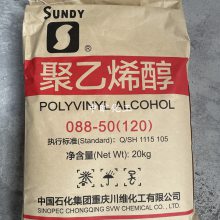 SUNDY
S
®
聚乙烯醇
POLYVINYL ALCOHOL
088-50(120)
执行标准(Standard): Q/SH 1115 105
净含量(Net Wt): 20kg
中国石化集团重庆川维化工有限公司
SINOPEC CHONGQING SVW CHEMICAL CO., LTD